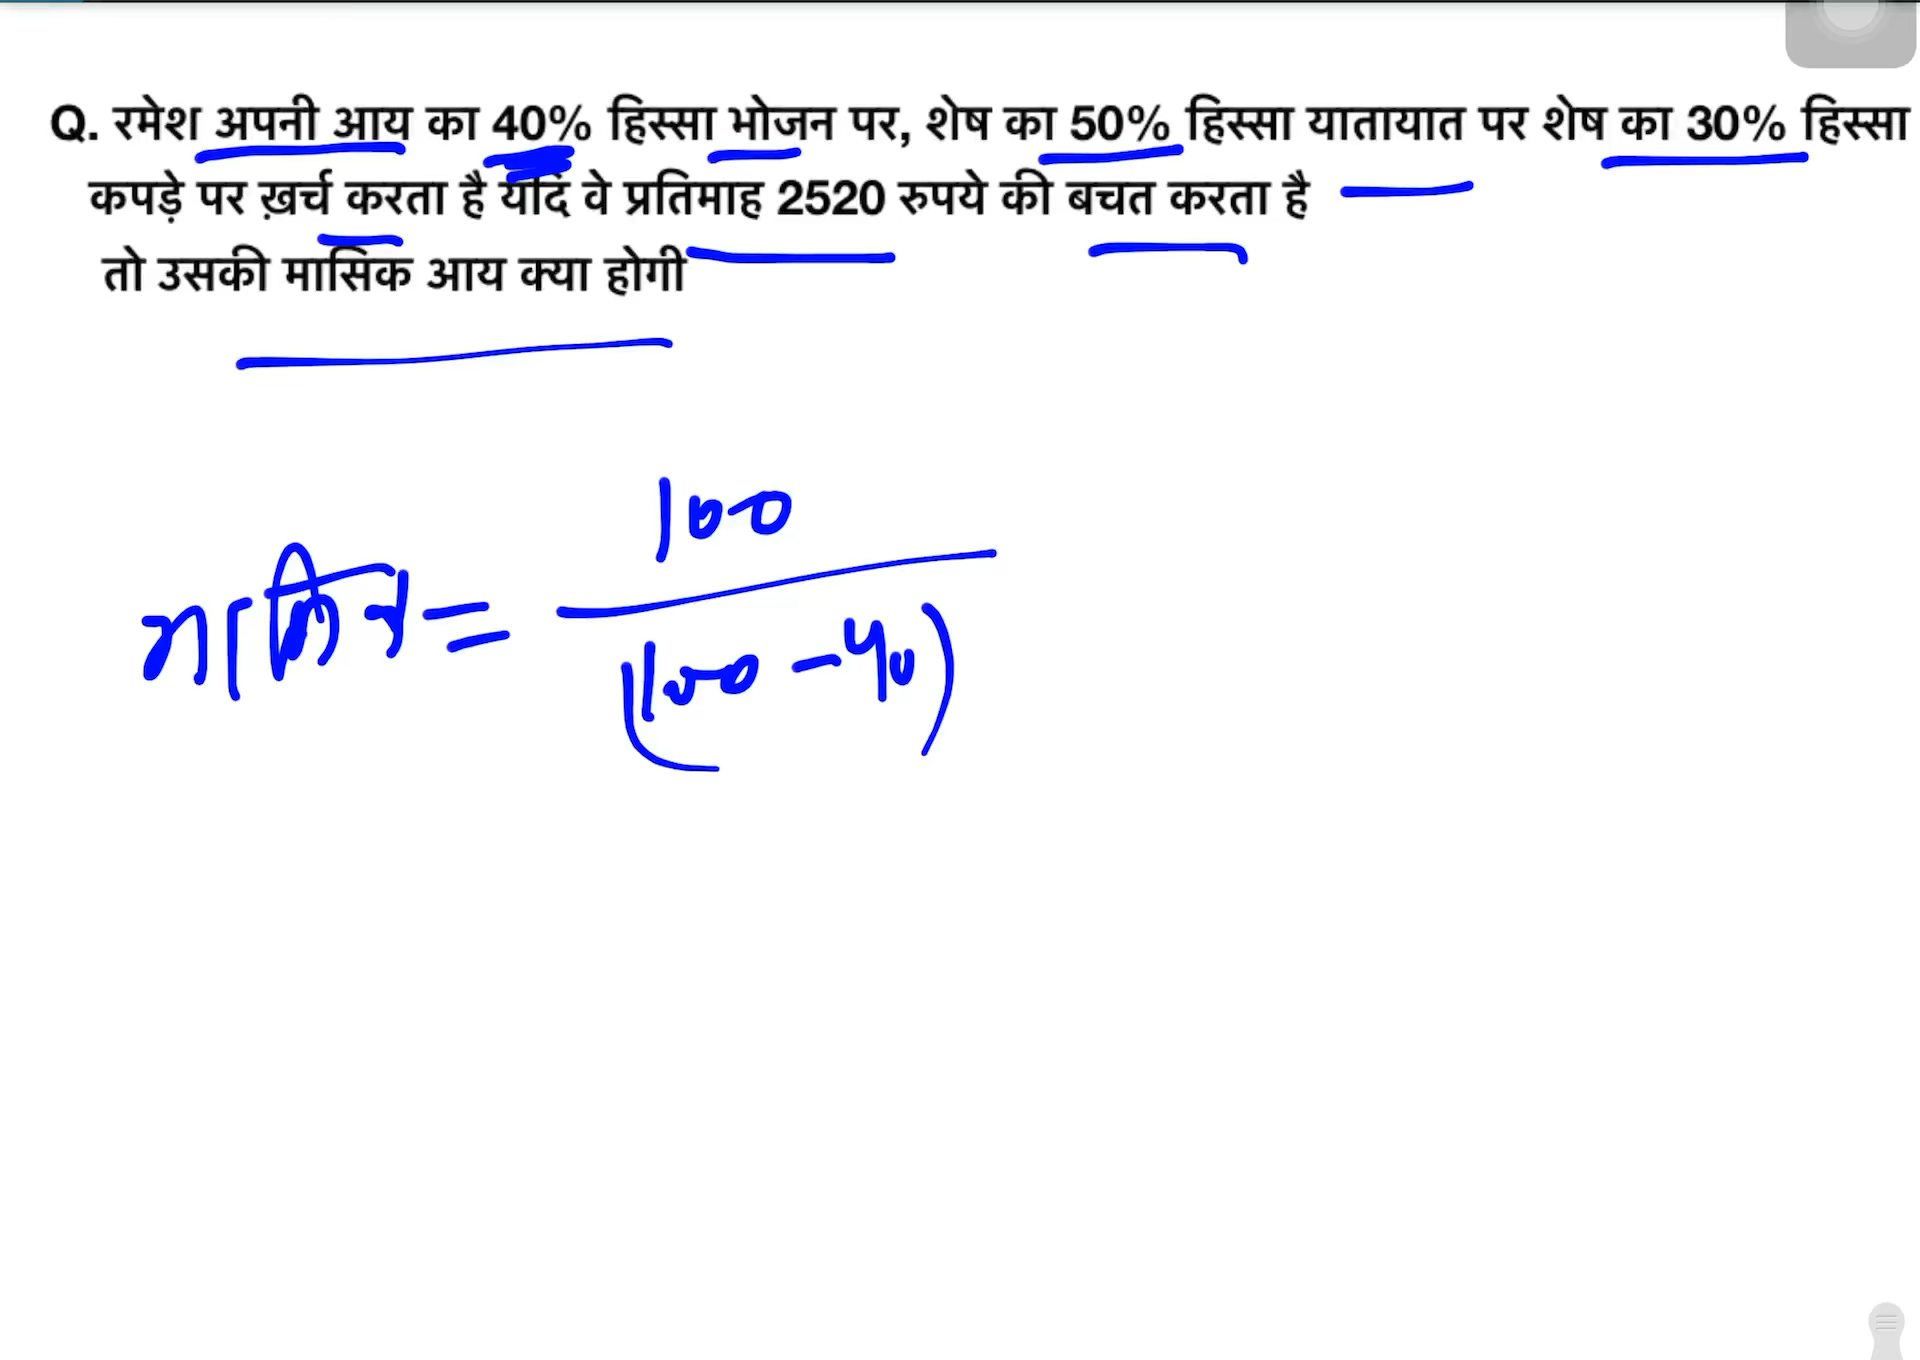 Q. रमेश अपनी आय का 40% हिस्सा भोजन पर, शेष का 50% हिस्सा यातायात पर शेष का 30% हिस्सा
कपड़े पर ख़र्च करता है यदि वे प्रतिमाह 2520 रुपये की बचत करता है
तो उसकी मासिक आय क्या होगी
100
=
(100-40)